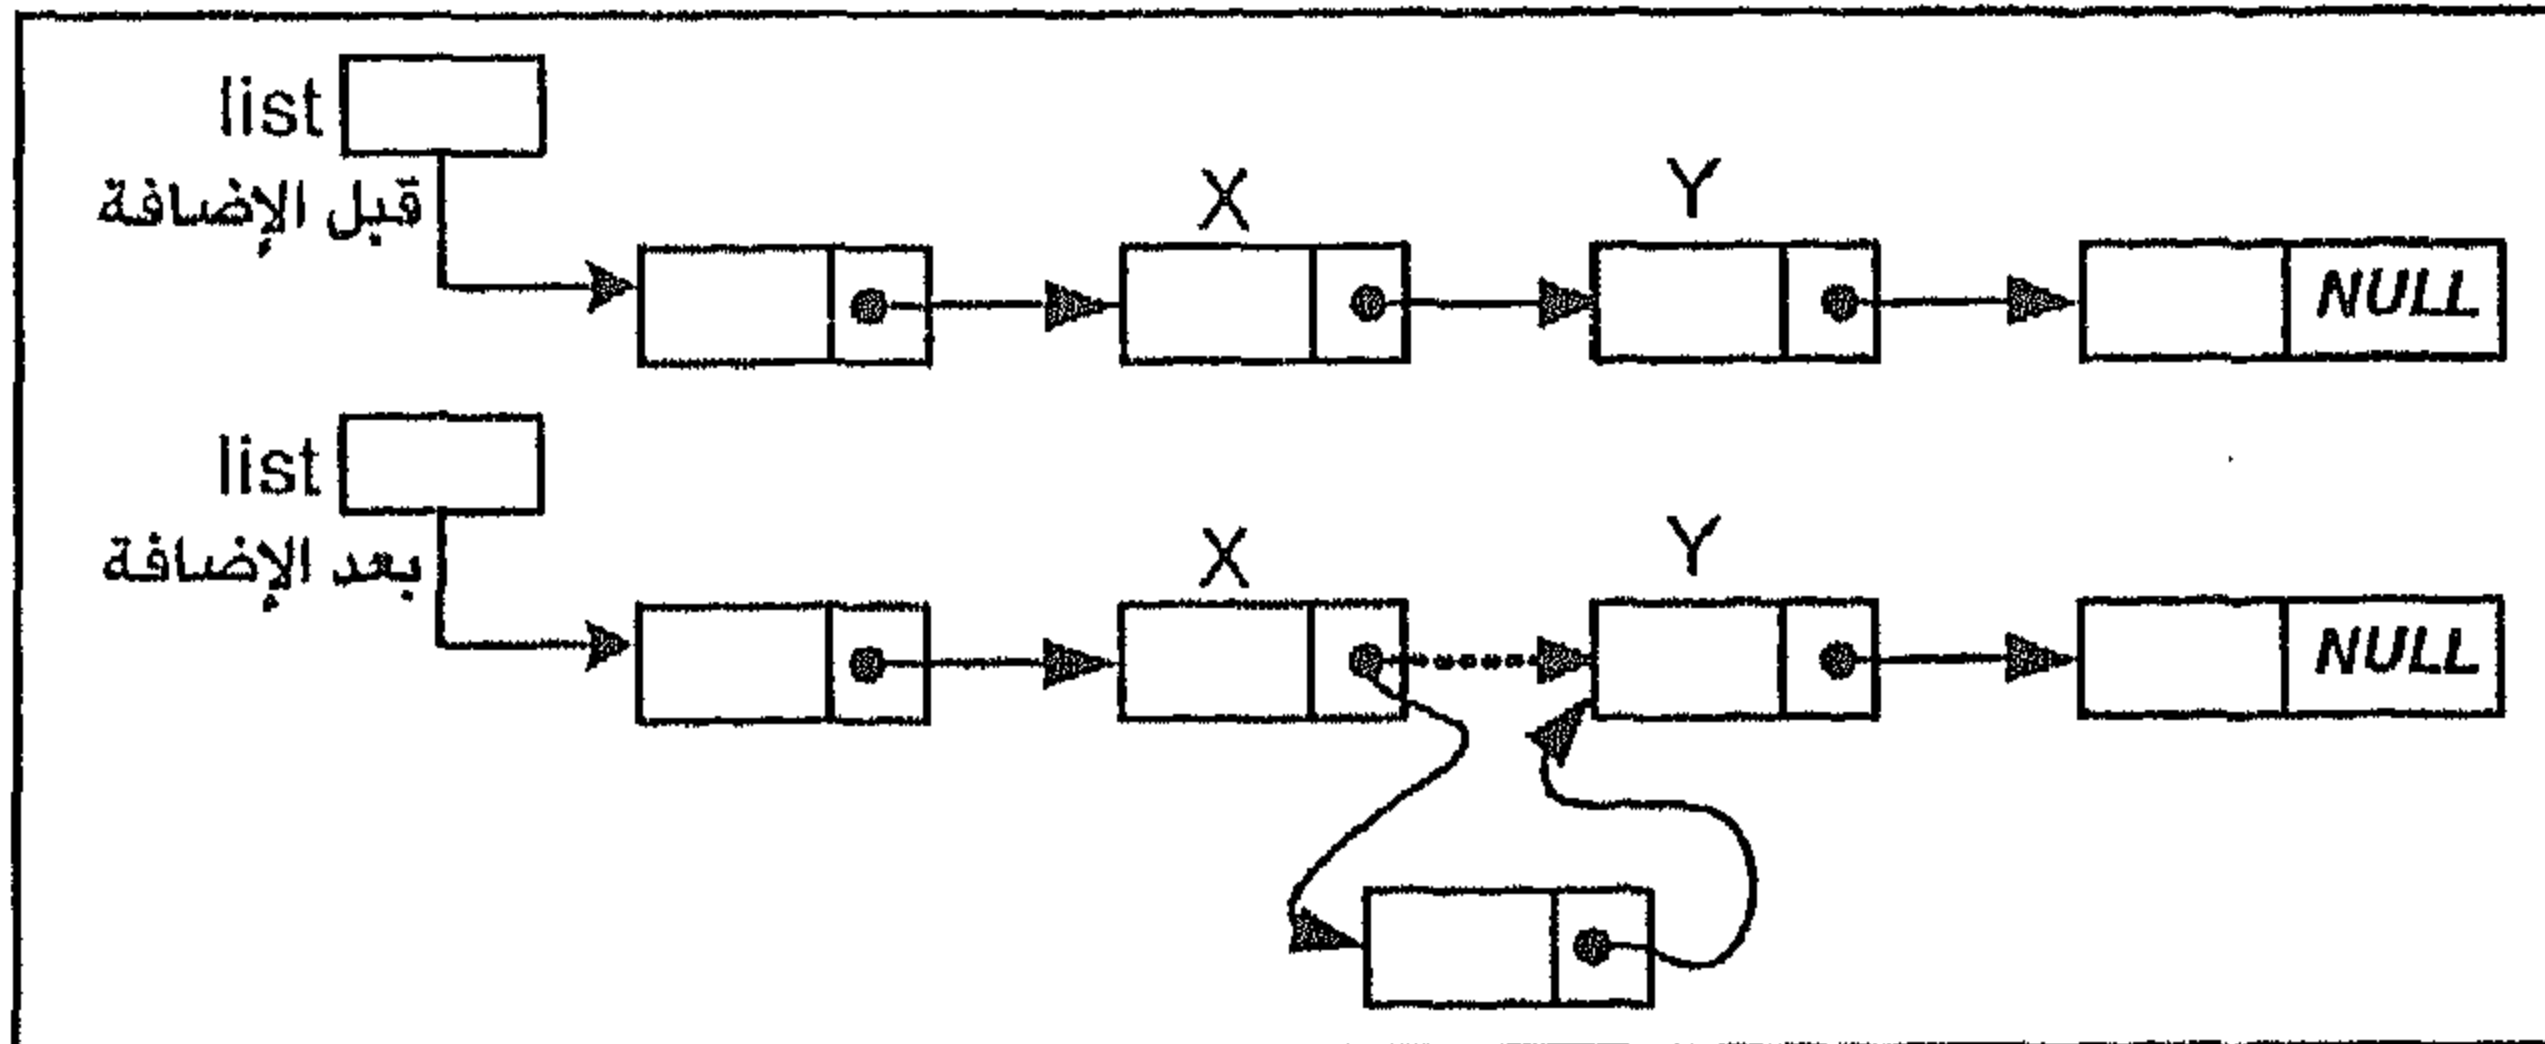 list
قبل الإضافة
X
Y
NULL
list
بعد الإضافة
X
Y
NULL